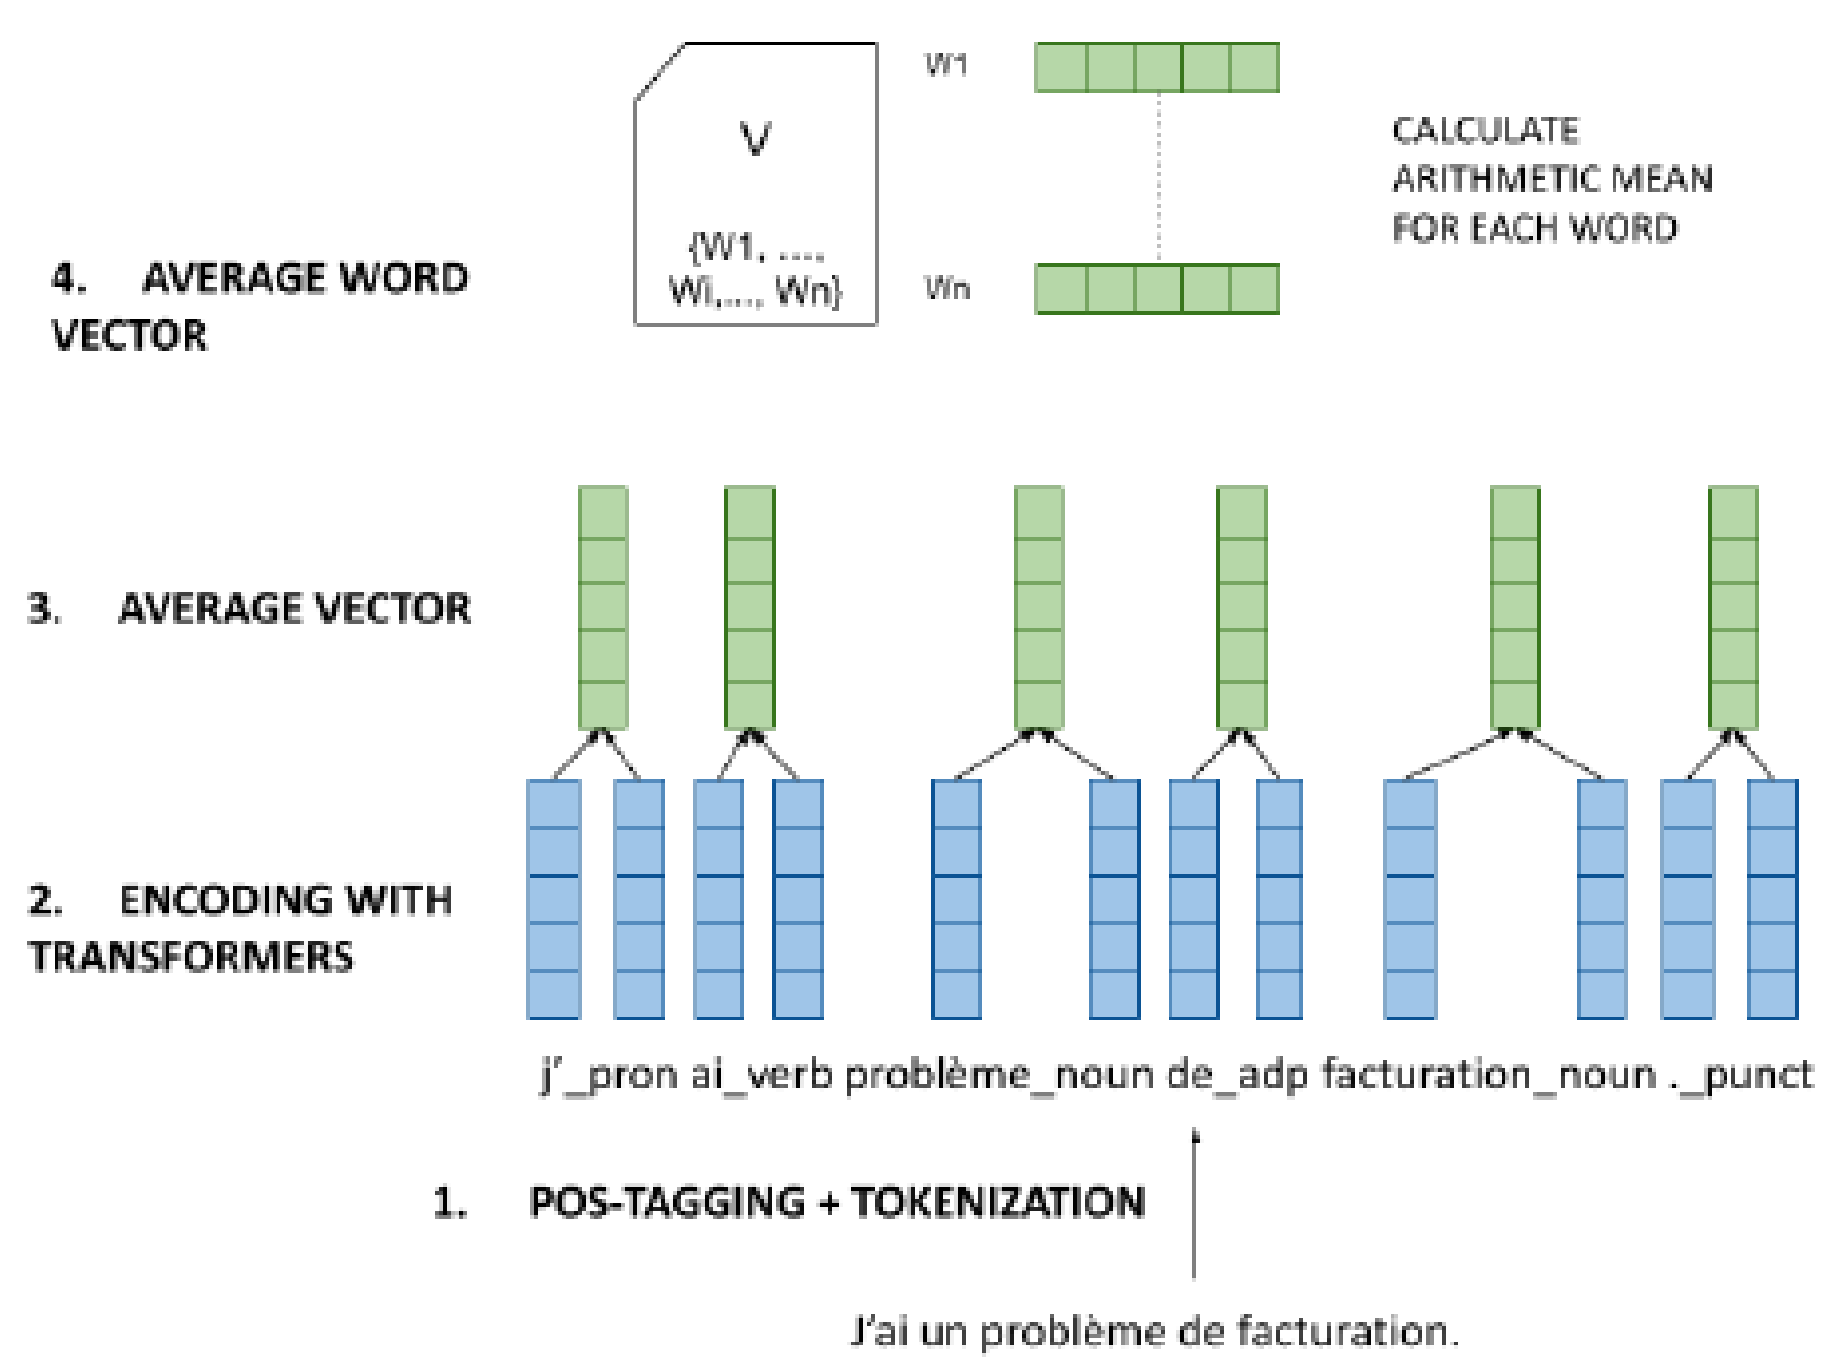 W1
V
CALCULATE
ARITHMETIC MEAN
FOR EACH WORD
{W1, ....,
Wi,..., Wn}
Wn
4. AVERAGE WORD
VECTOR
3. AVERAGE VECTOR
2. ENCODING WITH
TRANSFORMERS
j'_pron ai_verb problème_noun de_adp facturation_noun ._punct
1. POS-TAGGING + TOKENIZATION
J'ai un problème de facturation.